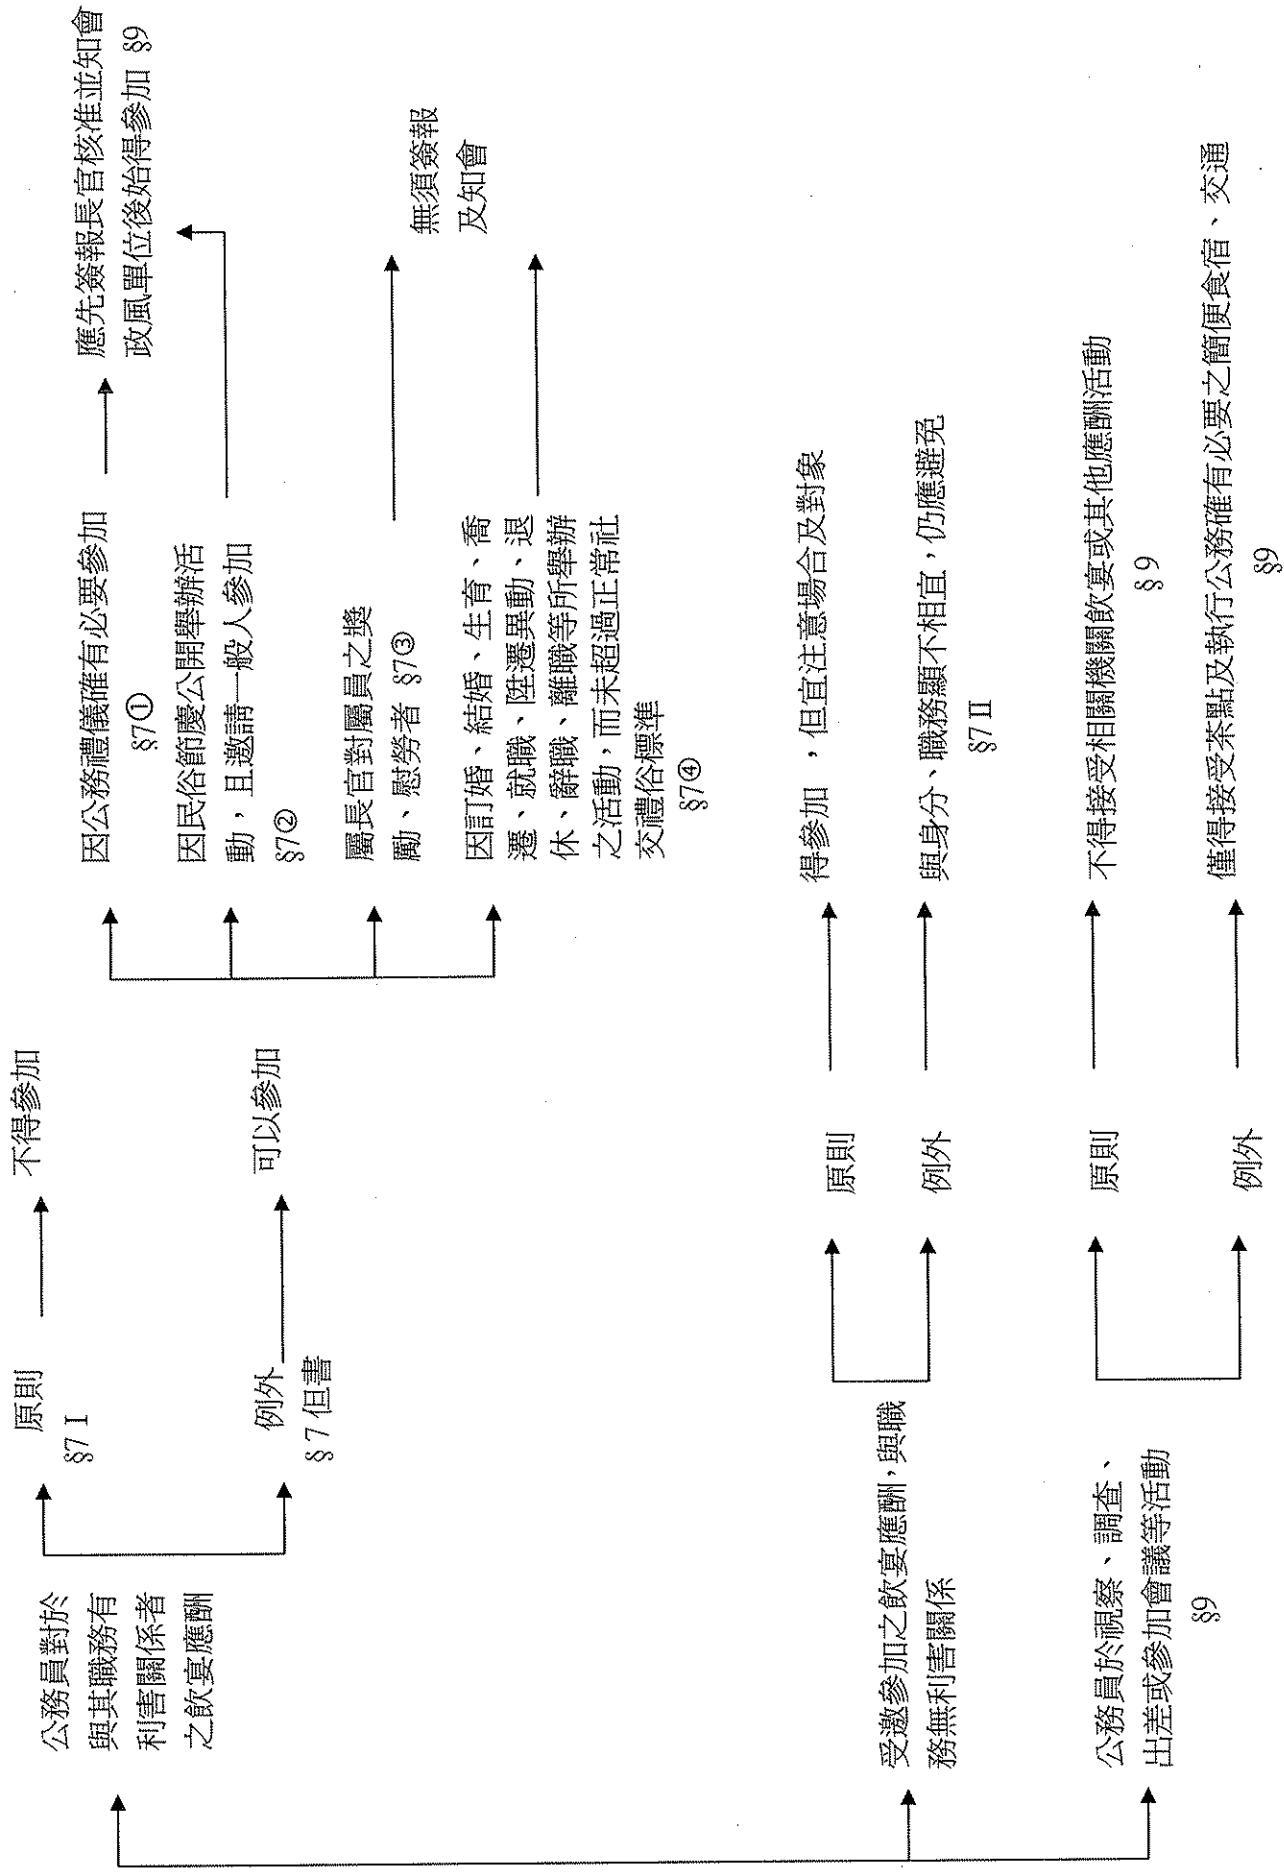 公務員對於
與其職務有
利害關係者
之飲宴應酬
原則
§7 I
不得參加
例外
§7 但書
可以參加
因公務禮儀確有必要參加
§7①
應先簽報長官核准並知會
政風單位後始得參加 §9
因民俗節慶公開舉辦活
動,且邀請一般人參加
§7②
屬長官對屬員之獎
勵、慰勞者 §7③
無須簽報
及知會
因訂婚、結婚、生育、喬
遷、就職、陞遷異動、退
休、辭職、離職等所舉辦
之活動,而未超過正常社
交禮俗標準
§7④
受邀參加之飲宴應酬,與職
務無利害關係
原則
得參加 ,但宜注意場合及對象
例外
與身分、職務顯不相宜,仍應避免
§7 II
公務員於視察、調查、
出差或參加會議等活動
§9
原則
不得接受相關機關飲宴或其他應酬活動
§9
例外
僅得接受茶點及執行公務確有必要之簡便食宿、交通
§9